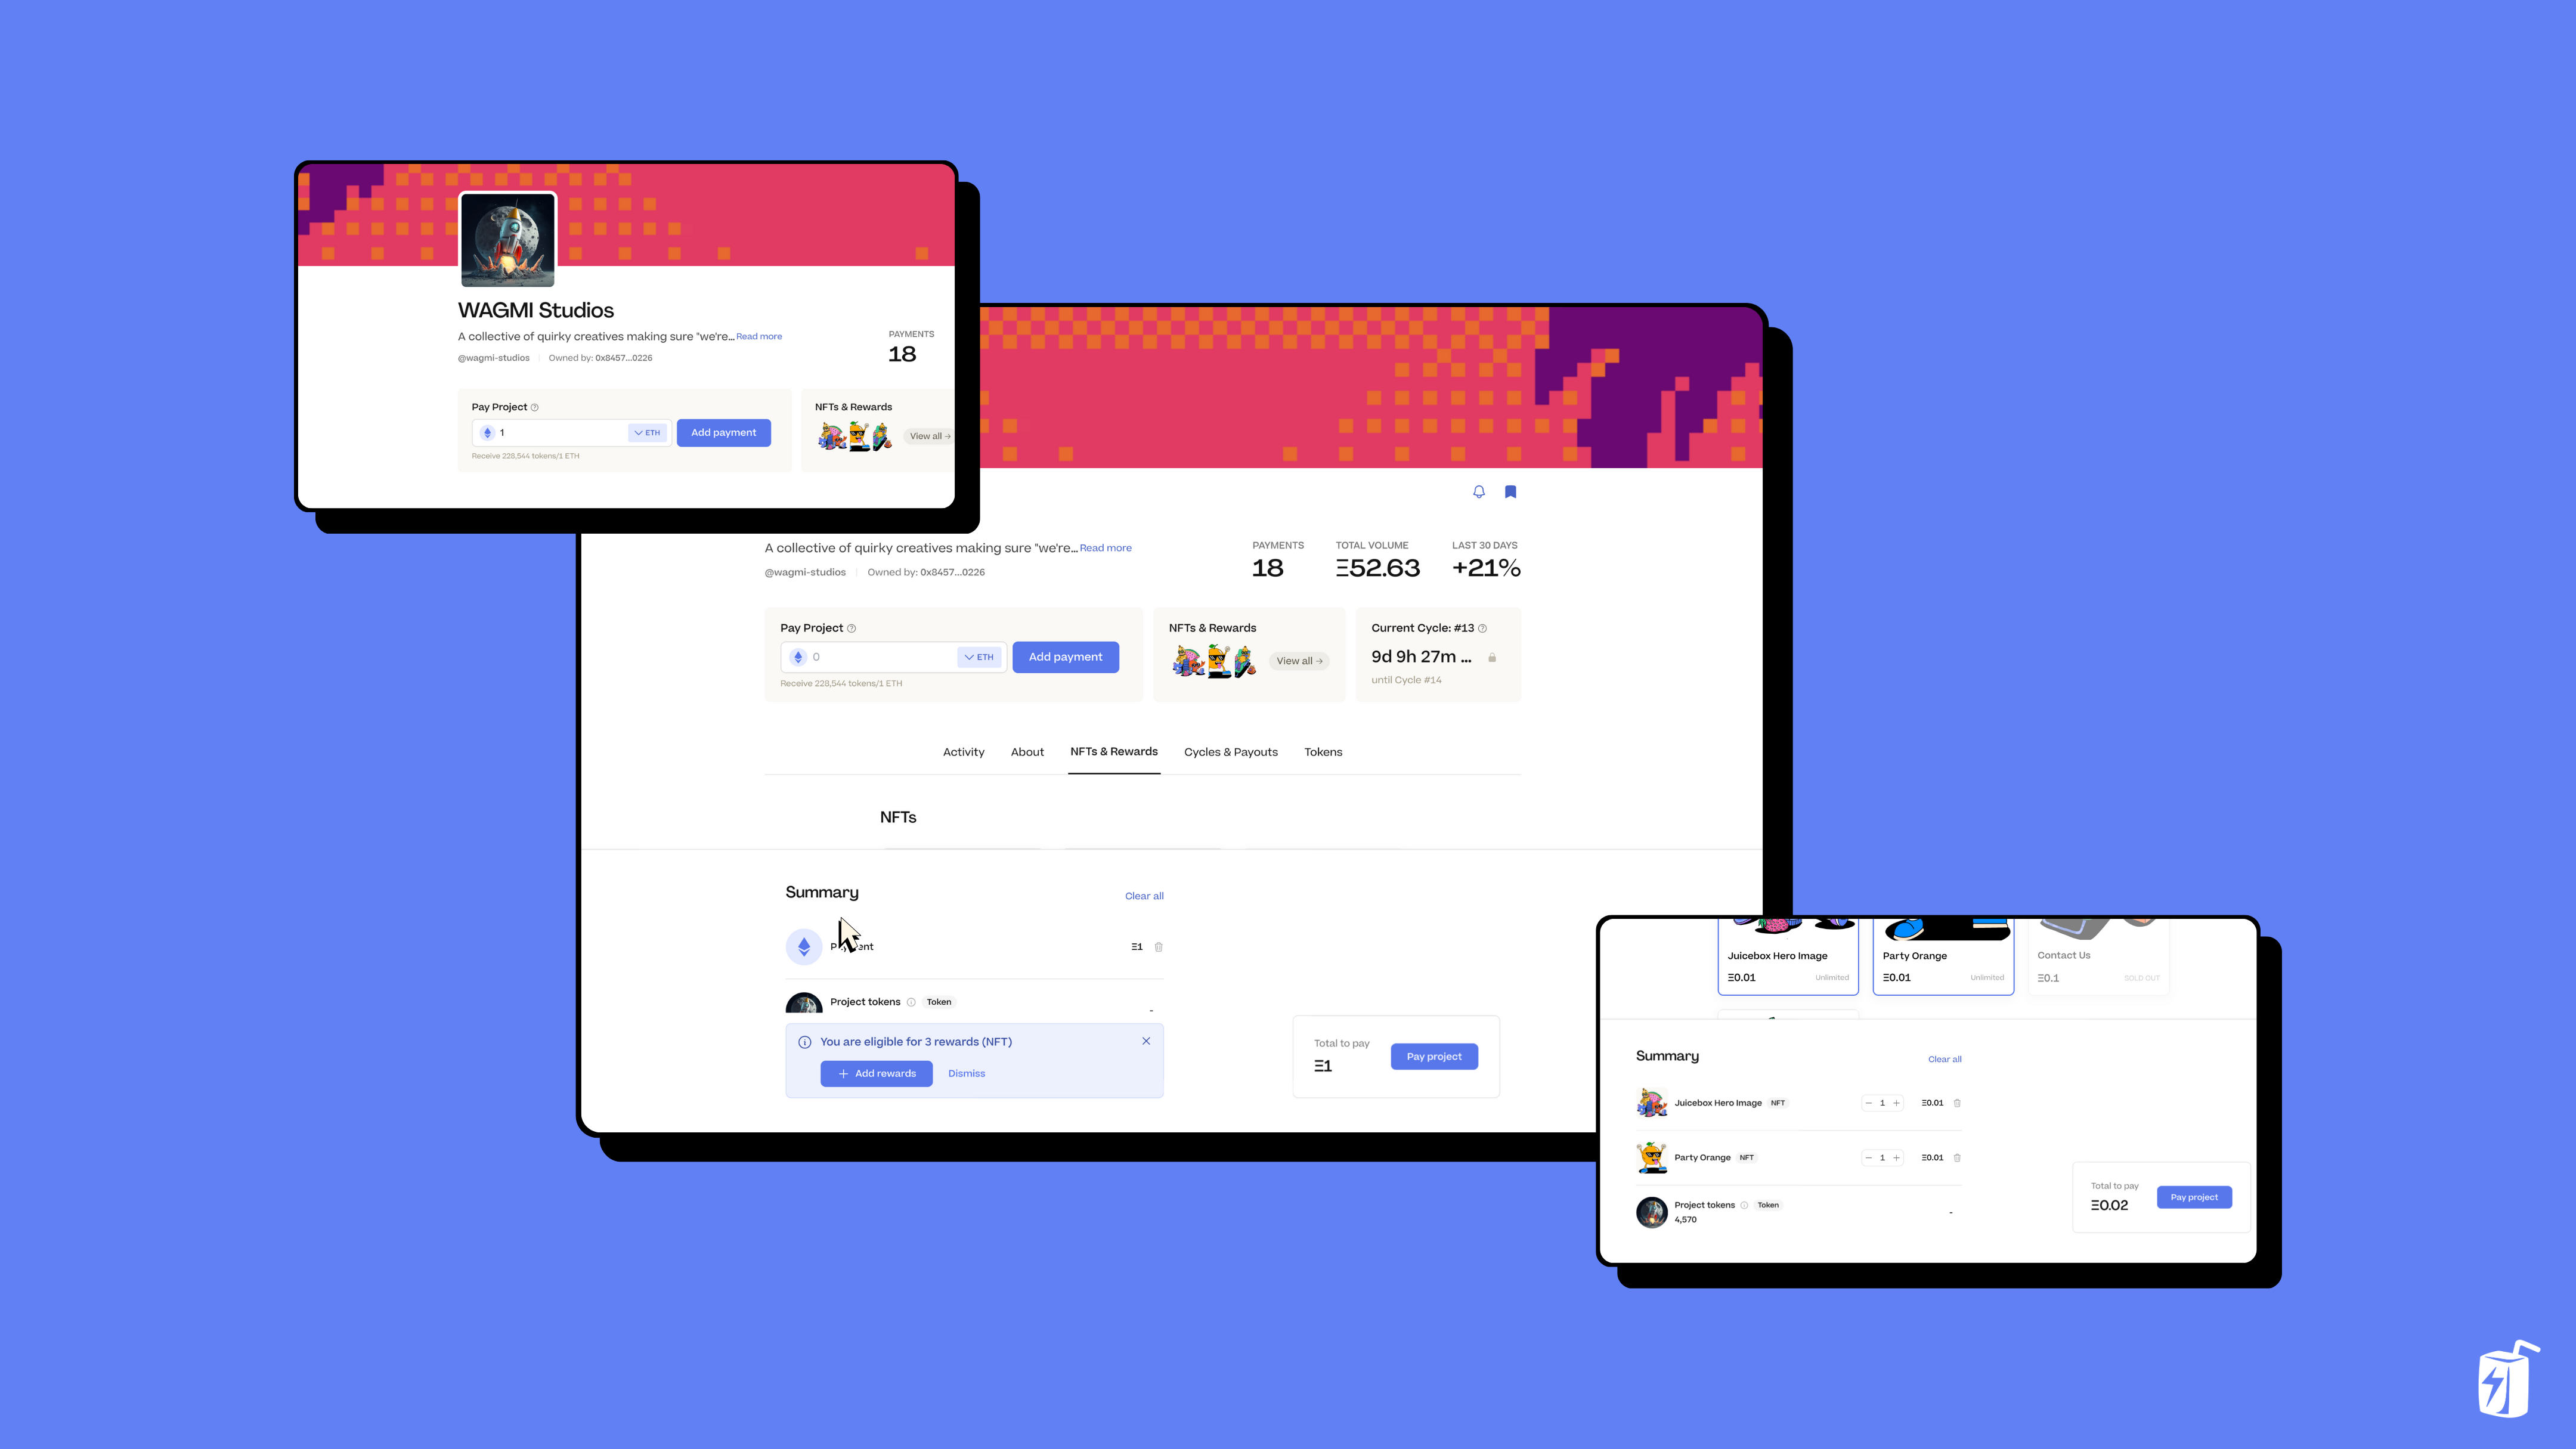 WAGMI Studios
A collective of quirky creatives making sure "we're... Read more
@wagmi-studios Owned by: 0x8457...0226
PAYMENTS
18
Pay Project
1 ETH Add payment
Receive 228,544 tokens/1 ETH
NFTs & Rewards
View all →
A collective of quirky creatives making sure "we're... Read more
@wagmi-studios Owned by: 0x8457...0226
PAYMENTS
18
TOTAL VOLUME
Ξ52.63
LAST 30 DAYS
+21%
Pay Project
0 ETH Add payment
Receive 228,544 tokens/1 ETH
NFTs & Rewards
View all →
Current Cycle: #13
9d 9h 27m ...
until Cycle #14
Activity About NFTs & Rewards Cycles & Payouts Tokens
NFTs
Summary Clear all
Ξ1
Project tokens Token
-
You are eligible for 3 rewards (NFT)
+ Add rewards Dismiss
Total to pay
Ξ1
Pay project
Juicebox Hero Image
Ξ0.01 Unlimited
Party Orange
Ξ0.01 Unlimited
Contact Us
Ξ0.1 SOLD OUT
Summary Clear all
Juicebox Hero Image NFT − 1 + Ξ0.01
Party Orange NFT − 1 + Ξ0.01
Project tokens Token
4,570
-
Total to pay
Ξ0.02
Pay project